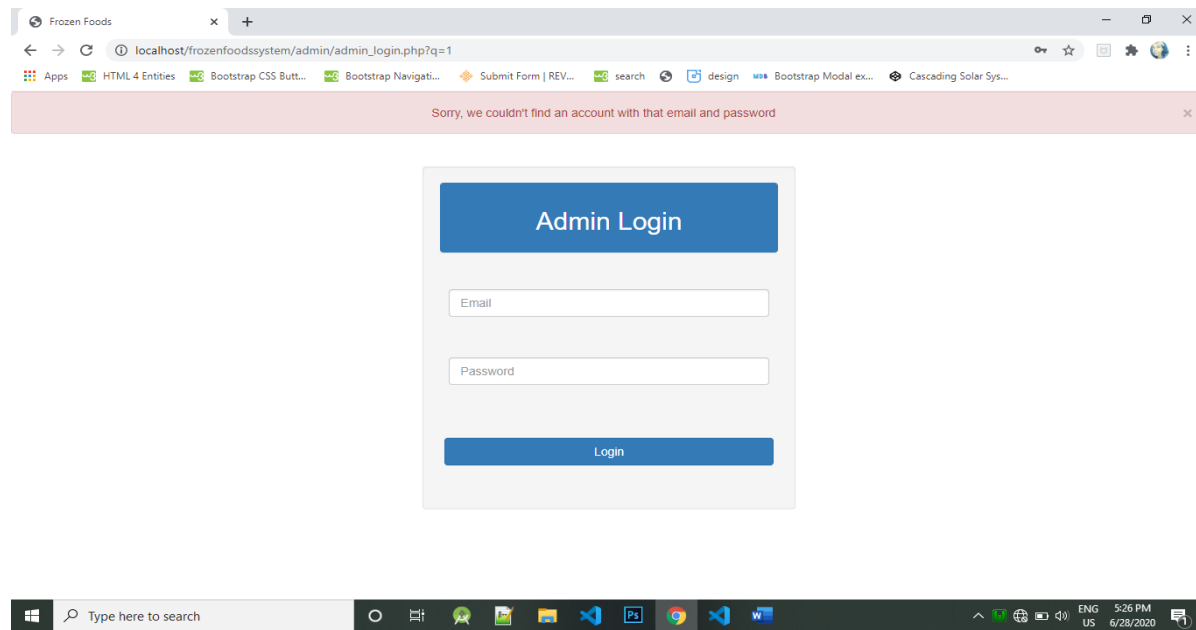 Frozen Foods
localhost/frozenfoodssystem/admin/admin_login.php?q=1
Apps HTML 4 Entities Bootstrap CSS Butt... Bootstrap Navigati... Submit Form | REV... search design Bootstrap Modal ex... Cascading Solar Sys...
Sorry, we couldn't find an account with that email and password
Admin Login
Email
Password
Login
Type here to search
ENG 5:26 PM
US 6/28/2020